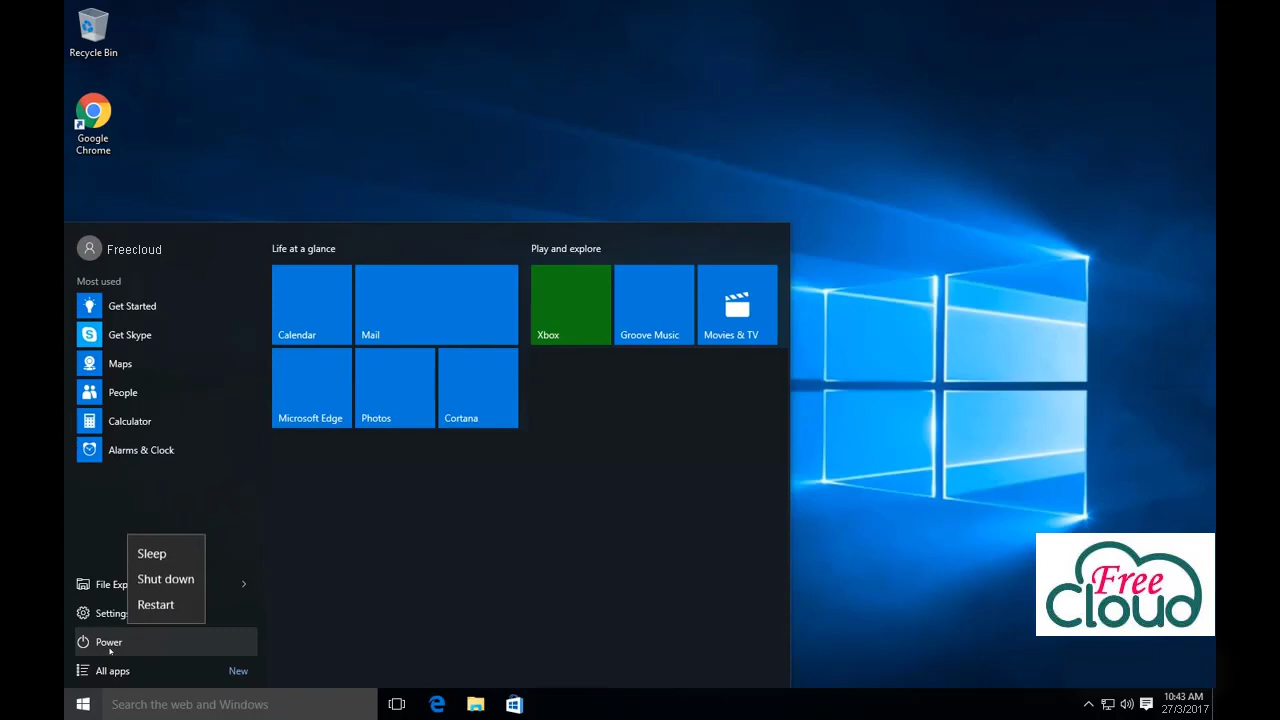 Recycle Bin
Google
Chrome
Freecloud
Life at a glance
Play and explore
Most used
Get Started
Get Skype
Maps
People
Calculator
Alarms & Clock
Calendar
Mail
Xbox
Groove Music
Movies & TV
Microsoft Edge
Photos
Cortana
Sleep
Shut down
Restart
File Exp
Settings
Power
All apps
New
Search the web and Windows
Free
Cloud
10:43 AM
27/3/2017